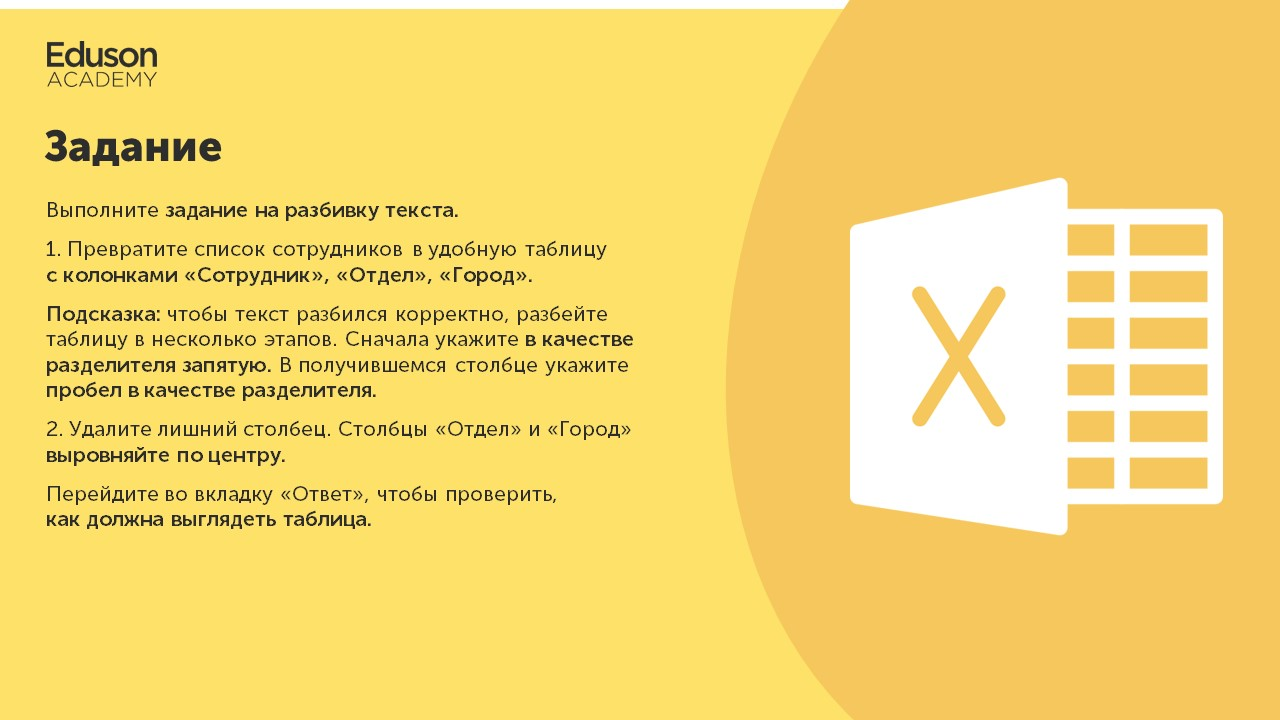 Eduson
ACADEMY
Задание
Выполните задание на разбивку текста.
1. Превратите список сотрудников в удобную таблицу
с колонками «Сотрудник», «Отдел», «Город».
Подсказка: чтобы текст разбился корректно, разбейте
таблицу в несколько этапов. Сначала укажите в качестве
разделителя запятую. В получившемся столбце укажите
пробел в качестве разделителя.
2. Удалите лишний столбец. Столбцы «Отдел» и «Город»
выровняйте по центру.
Перейдите во вкладку «Ответ», чтобы проверить,
как должна выглядеть таблица.
X